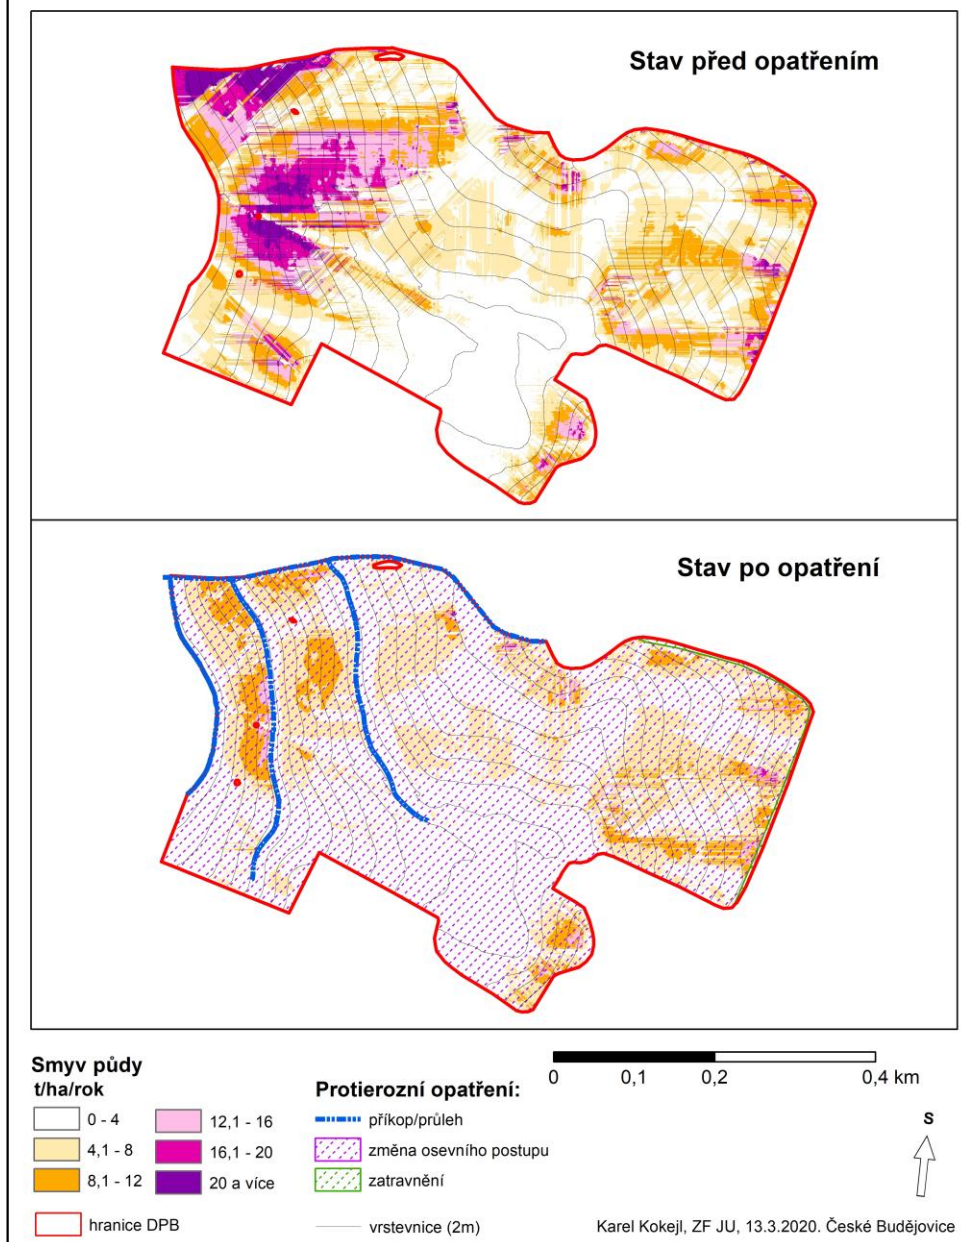 Stav před opatřením
Stav po opatření
Smyv půdy
t/ha/rok
0 - 4
4,1 - 8
8,1 - 12
12,1 - 16
16,1 - 20
20 a více
hranice DPB
Protierozní opatření:
příkop/průleh
změna osevního postupu
zatravnění
vrstevnice (2m)
0 0,1 0,2 0,4 km
S
Karel Kokejl, ZF JU, 13.3.2020. České Budějovice